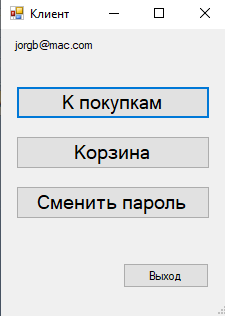 Клиент
jorgb@mac.com
К покупкам
Корзина
Сменить пароль
Выход